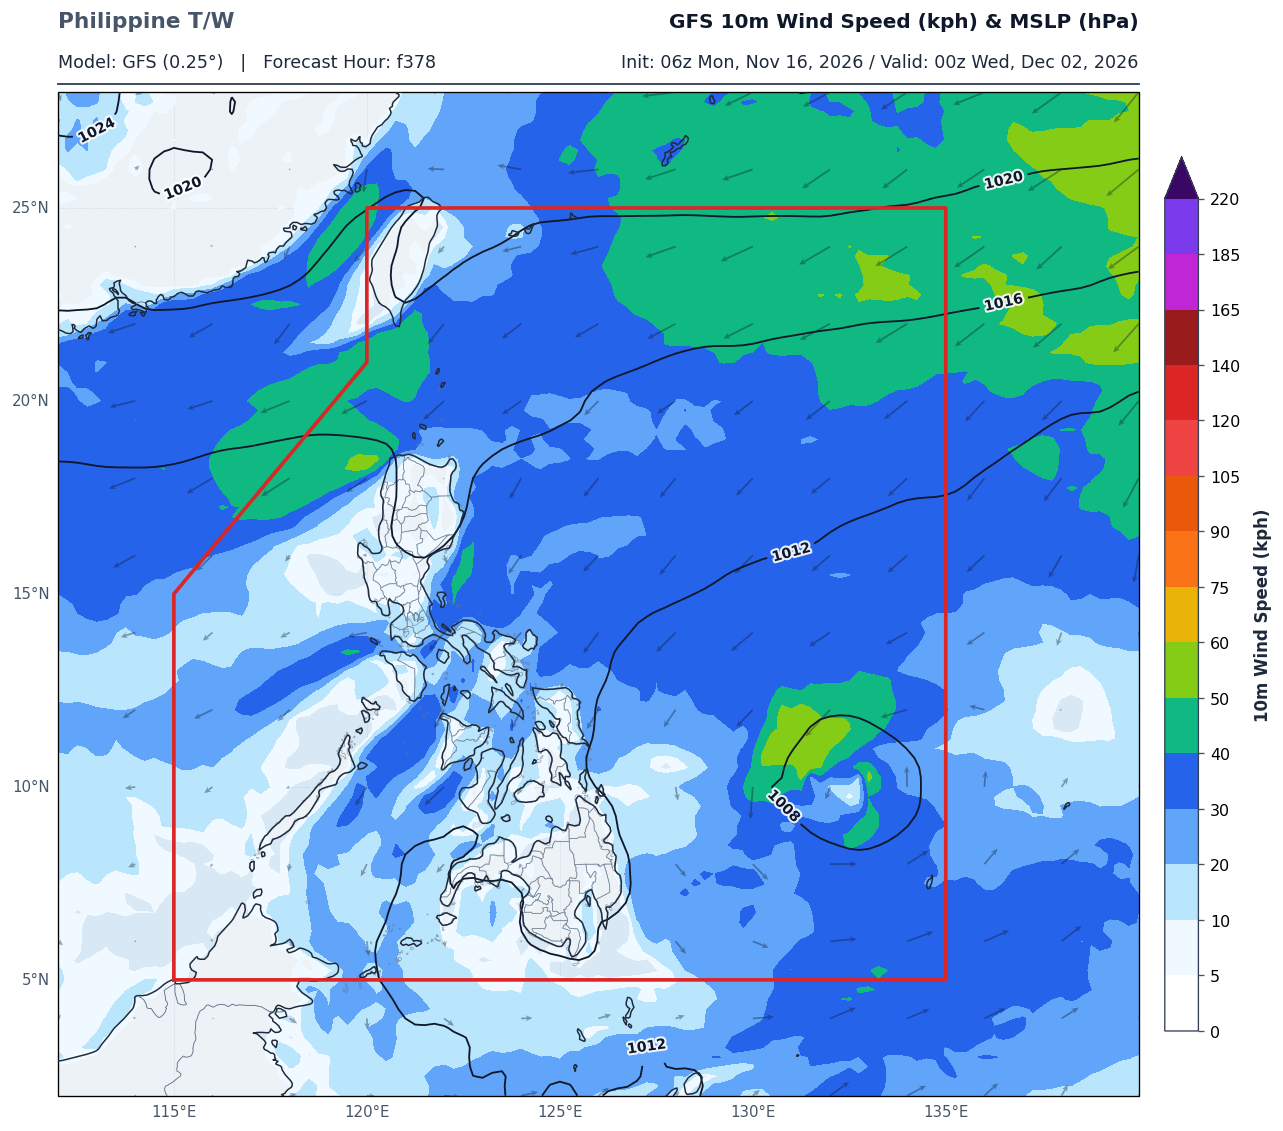 Philippine T/W
GFS 10m Wind Speed (kph) & MSLP (hPa)
Model: GFS (0.25°)   |   Forecast Hour: f378
Init: 06z Mon, Nov 16, 2026 / Valid: 00z Wed, Dec 02, 2026
1024
1020
1020
1016
1012
1008
1012
25°N
20°N
15°N
10°N
5°N
115°E
120°E
125°E
130°E
135°E
220
185
165
140
120
105
90
75
60
50
40
30
20
10
5
0
10m Wind Speed (kph)